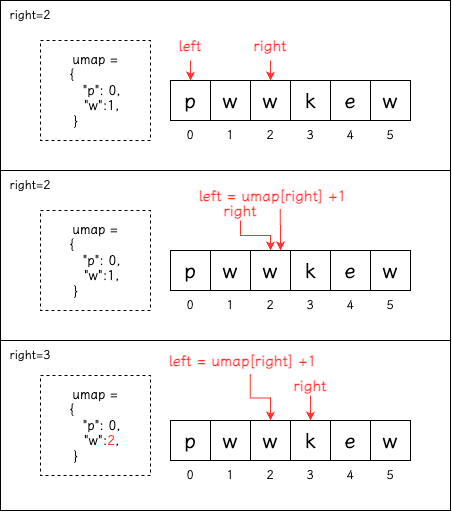 right=2
umap =
{
"p": 0,
"w":1,
}
left right
p w w k e w
0 1 2 3 4 5
right=2
umap =
{
"p": 0,
"w":1,
}
left = umap[right] +1
right
p w w k e w
0 1 2 3 4 5
right=3
umap =
{
"p": 0,
"w":2,
}
left = umap[right] +1
right
p w w k e w
0 1 2 3 4 5